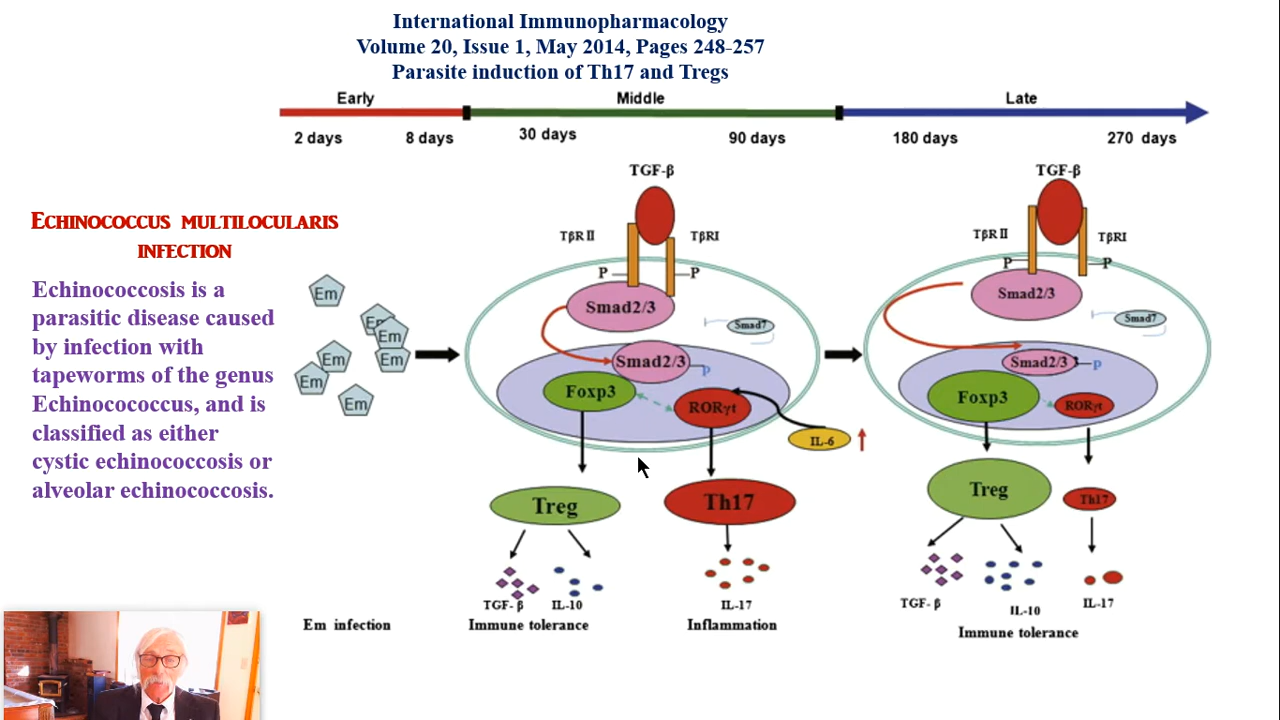 International Immunopharmacology
Volume 20, Issue 1, May 2014, Pages 248-257
Parasite induction of Th17 and Tregs
Early
Middle
Late
2 days
8 days
30 days
90 days
180 days
270 days
Echinococcus multilocularis
infection
Echinococcosis is a
parasitic disease caused
by infection with
tapeworms of the genus
Echinococcus, and is
classified as either
cystic echinococcosis or
alveolar echinococcosis.
Em
Em
Em
Em
Em
Em
Em
Em infection
TGF-β
TβR II
TβRI
P
P
Smad2/3
Smad7
Smad2/3
p
Foxp3
RORγt
IL-6
Treg
Th17
TGF- β
IL-10
IL-17
Immune tolerance
Inflammation
TGF-β
TβR II
TβRI
P
P
Smad2/3
Smad7
Smad2/3
p
Foxp3
RORγt
Treg
Th17
TGF- β
IL-10
IL-17
Immune tolerance